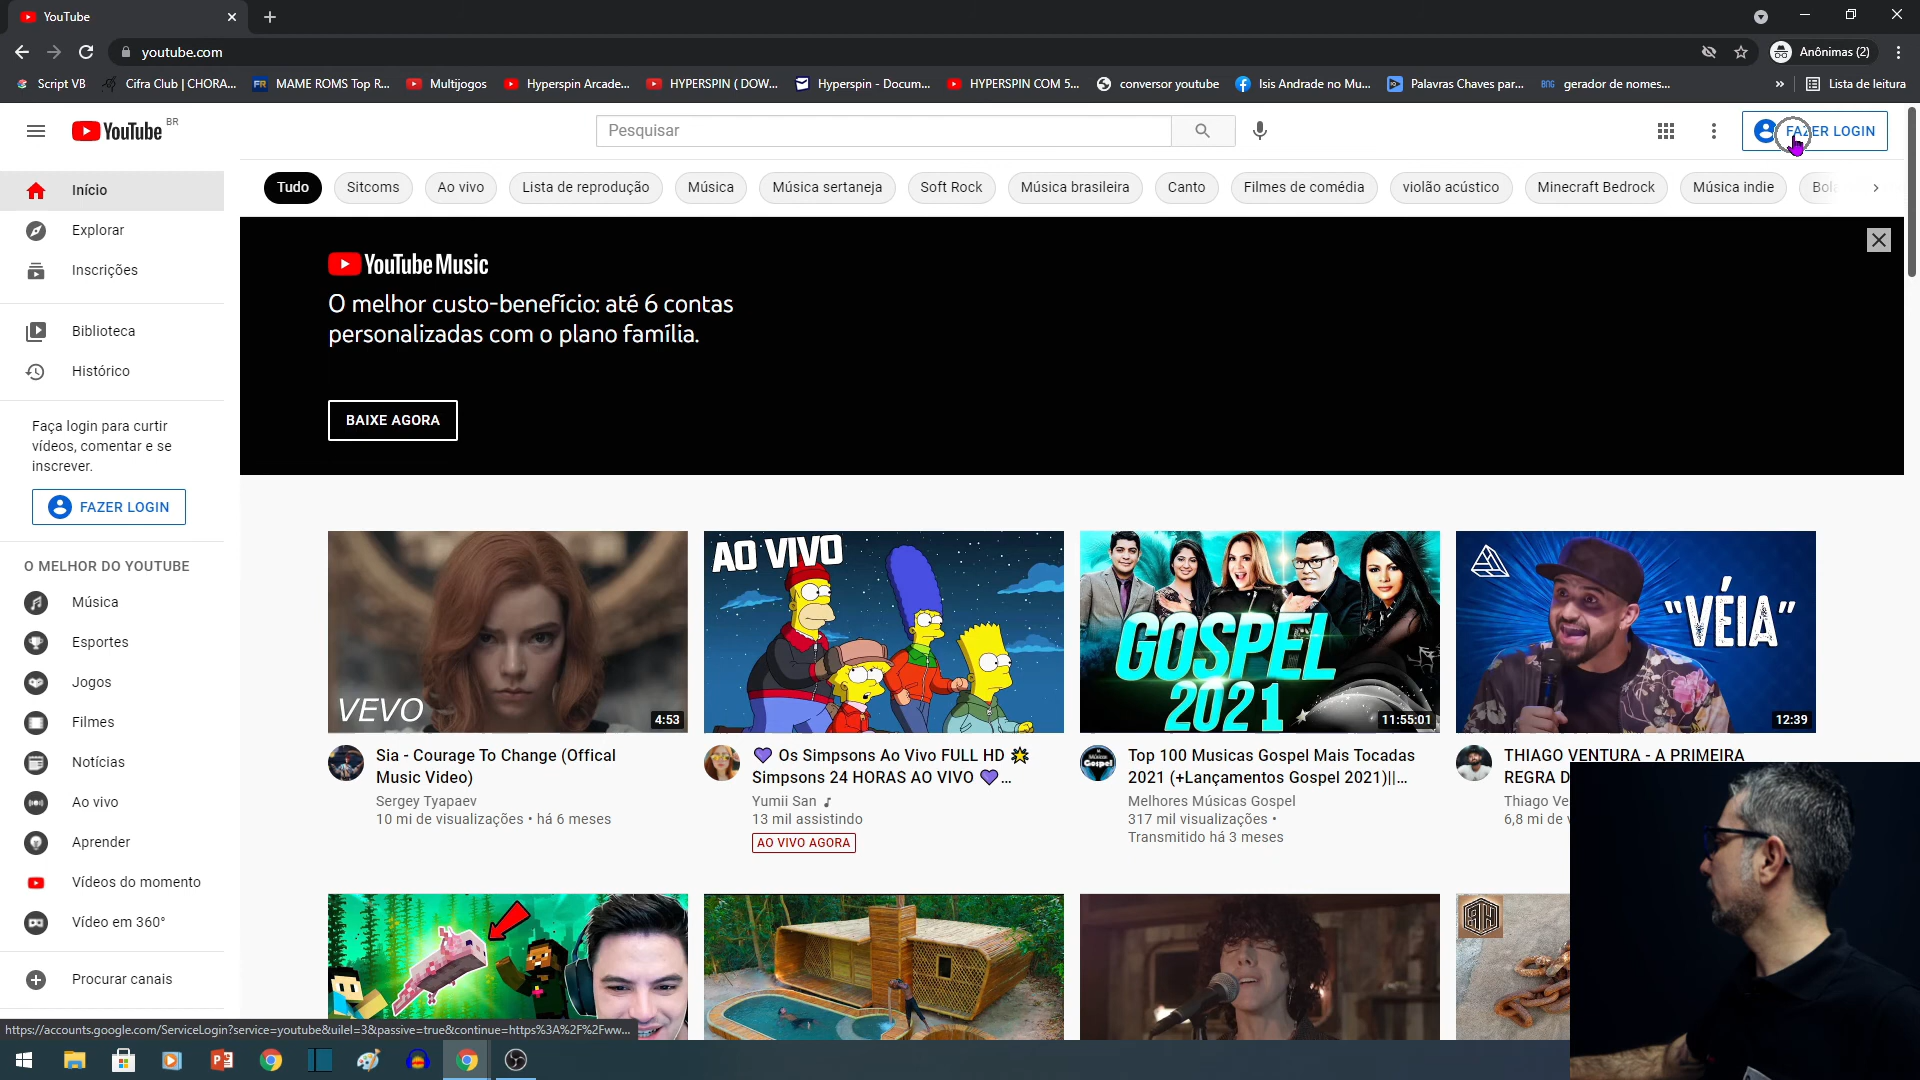 YouTube
youtube.com
Anônimas (2)
Script VB
Cifra Club | CHORA...
MAME ROMS Top R...
Multijogos
Hyperspin Arcade...
HYPERSPIN ( DOW...
Hyperspin - Docum...
HYPERSPIN COM 5...
conversor youtube
Isis Andrade no Mu...
Palavras Chaves par...
gerador de nomes...
»
Lista de leitura
YouTube BR
Pesquisar
FAZER LOGIN
Tudo
Sitcoms
Ao vivo
Lista de reprodução
Música
Música sertaneja
Soft Rock
Música brasileira
Canto
Filmes de comédia
violão acústico
Minecraft Bedrock
Música indie
Início
Explorar
Inscrições
Biblioteca
Histórico
Faça login para curtir
vídeos, comentar e se
inscrever.
FAZER LOGIN
O MELHOR DO YOUTUBE
Música
Esportes
Jogos
Filmes
Notícias
Ao vivo
Aprender
Vídeos do momento
Vídeo em 360°
Procurar canais
YouTube Music
O melhor custo-benefício: até 6 contas
personalizadas com o plano família.
BAIXE AGORA
VEVO
4:53
Sia - Courage To Change (Offical
Music Video)
Sergey Tyapaev
10 mi de visualizações • há 6 meses
AO VIVO
💜 Os Simpsons Ao Vivo FULL HD 🌟
Simpsons 24 HORAS AO VIVO 💜...
Yumii San ♪
13 mil assistindo
AO VIVO AGORA
GOSPEL
2021
11:55:01
Gospel
Top 100 Musicas Gospel Mais Tocadas
2021 (+Lançamentos Gospel 2021)||...
Melhores Músicas Gospel
317 mil visualizações •
Transmitido há 3 meses
"VÉIA"
12:39
THIAGO VENTURA - A PRIMEIRA
REGRA D
Thiago Ve
6,8 mi de
https://accounts.google.com/ServiceLogin?service=youtube&uilel=3&passive=true&continue=https%3A%2F%2Fww...